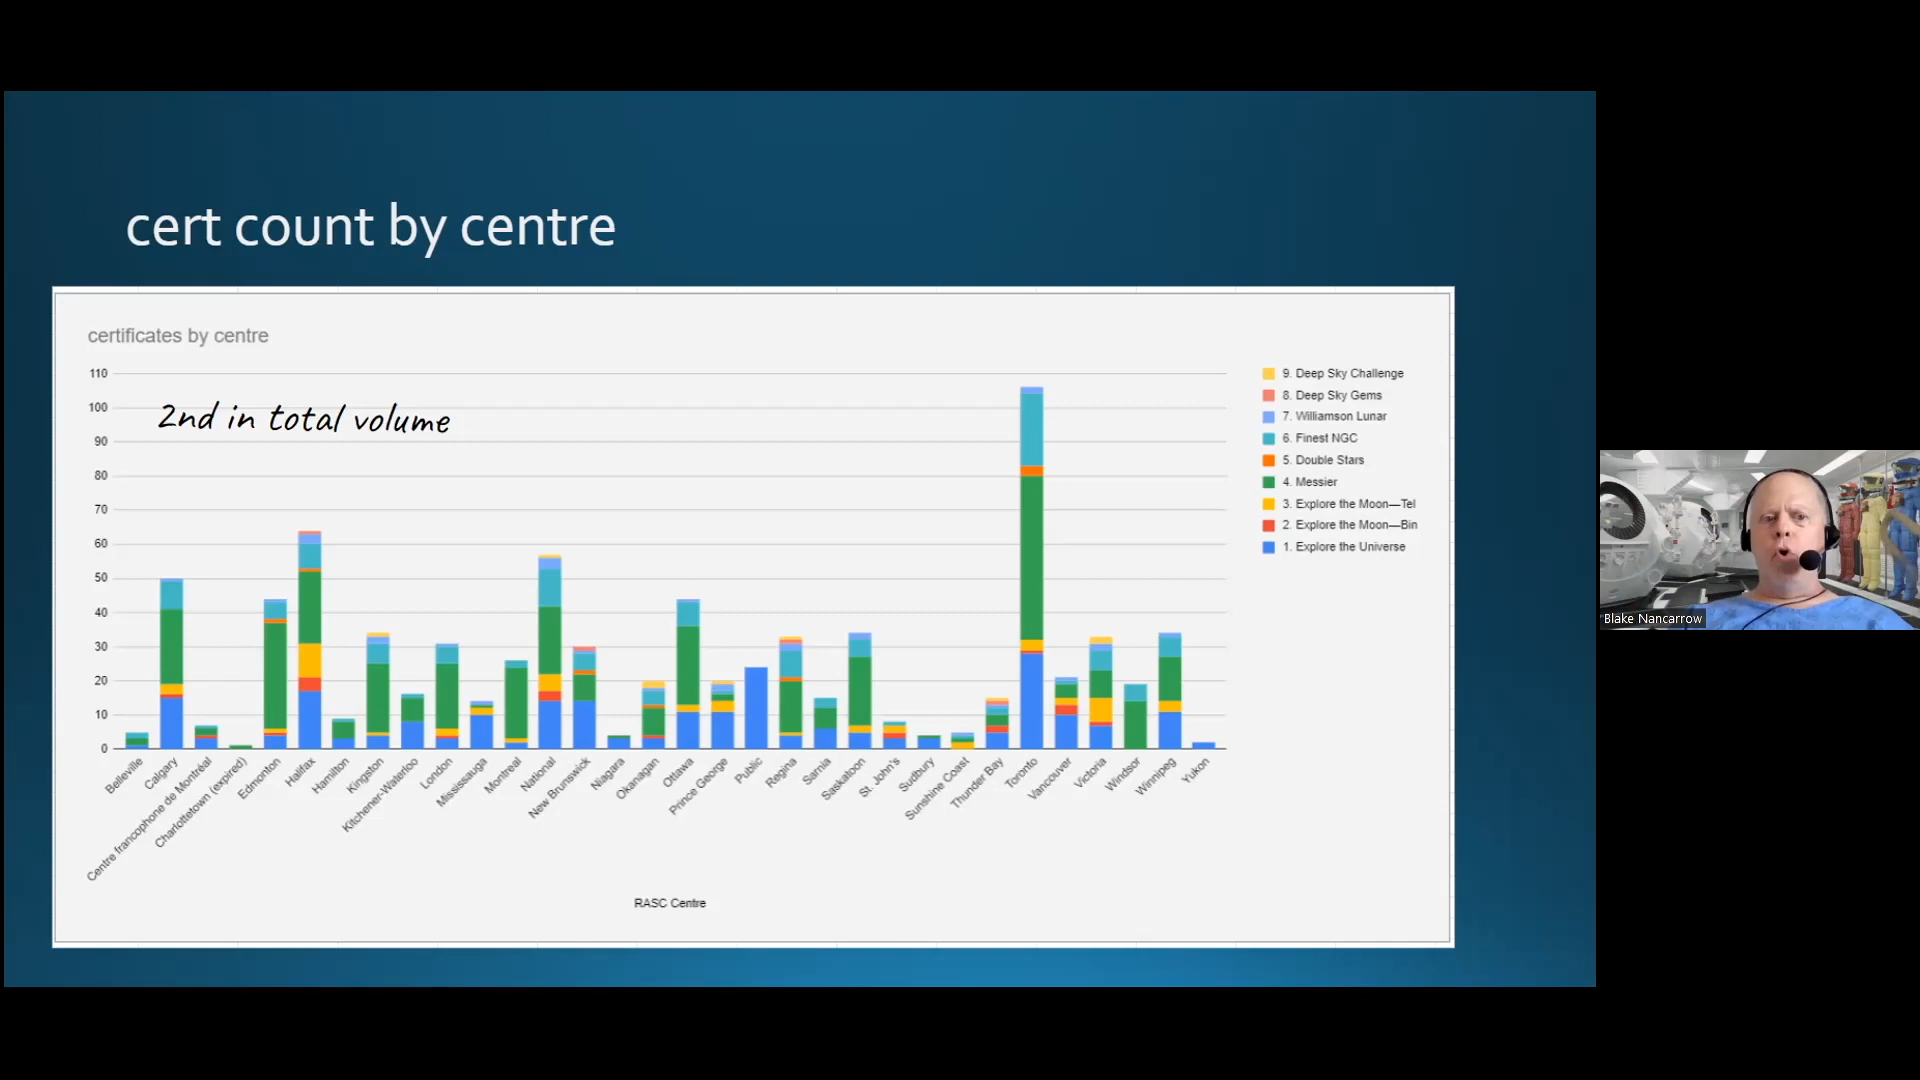 cert count by centre
certificates by centre
2nd in total volume
110
100
90
80
70
60
50
40
30
20
10
0
Belleville
Calgary
Centre francophone de Montréal
Charlottetown (expired)
Edmonton
Halifax
Hamilton
Kingston
Kitchener-Waterloo
London
Mississauga
Montreal
National
New Brunswick
Niagara
Okanagan
Ottawa
Prince George
Public
Regina
Sarnia
Saskatoon
St. John's
Sudbury
Sunshine Coast
Thunder Bay
Toronto
Vancouver
Victoria
Windsor
Winnipeg
Yukon
RASC Centre
9. Deep Sky Challenge
8. Deep Sky Gems
7. Williamson Lunar
6. Finest NGC
5. Double Stars
4. Messier
3. Explore the Moon—Tel
2. Explore the Moon—Bin
1. Explore the Universe
Blake Nancarrow